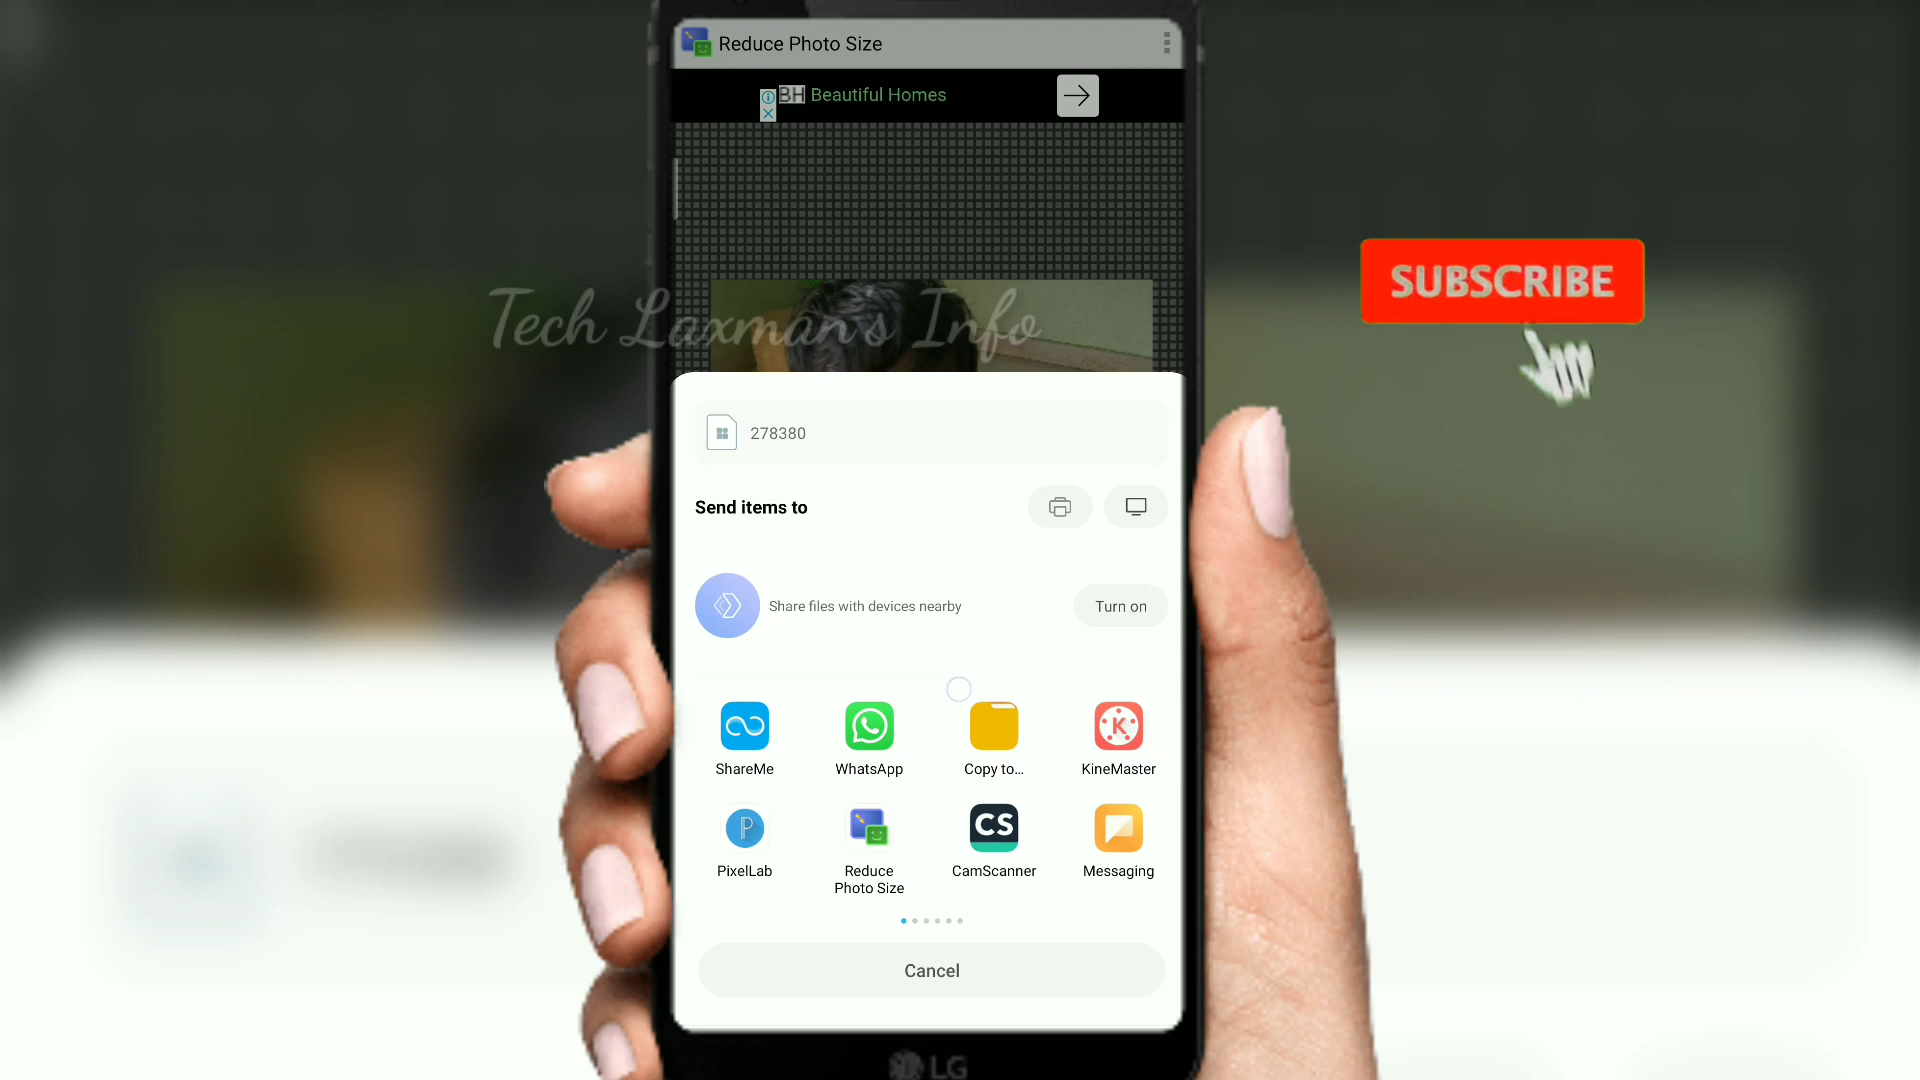 Reduce Photo Size
BH Beautiful Homes
Tech Laxman's Info
SUBSCRIBE
278380
Send items to
Share files with devices nearby
Turn on
ShareMe
WhatsApp
Copy to...
KineMaster
K
P
CS
PixelLab
Reduce
Photo Size
CamScanner
Messaging
Cancel
LG